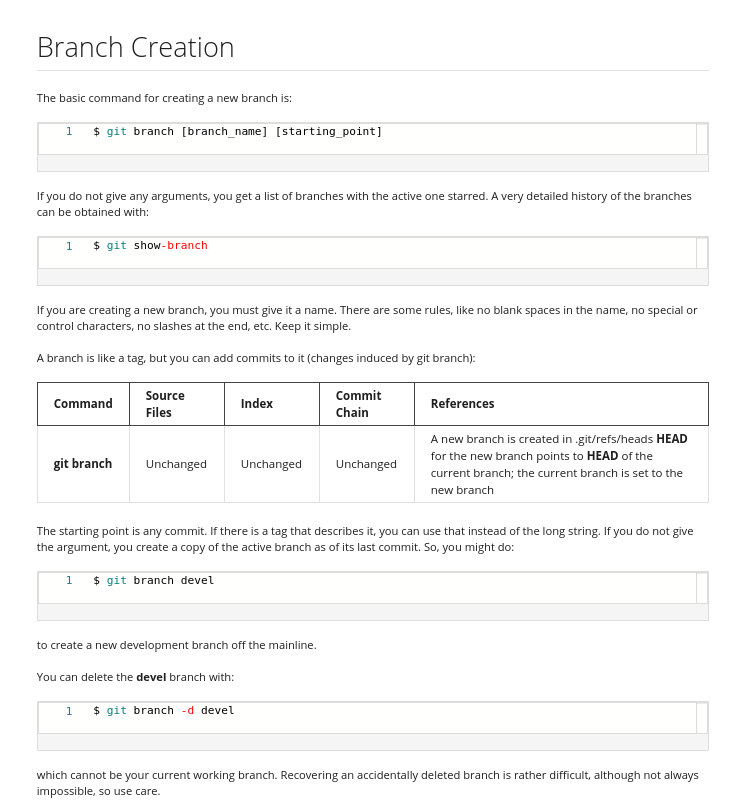 Branch Creation
The basic command for creating a new branch is:
1 $ git branch [branch_name] [starting_point]
If you do not give any arguments, you get a list of branches with the active one starred. A very detailed history of the branches
can be obtained with:
1 $ git show-branch
If you are creating a new branch, you must give it a name. There are some rules, like no blank spaces in the name, no special or
control characters, no slashes at the end, etc. Keep it simple.
A branch is like a tag, but you can add commits to it (changes induced by git branch):
Command
Source
Files
Index
Commit
Chain
References
git branch
Unchanged
Unchanged
Unchanged
A new branch is created in .git/refs/heads HEAD
for the new branch points to HEAD of the
current branch; the current branch is set to the
new branch
The starting point is any commit. If there is a tag that describes it, you can use that instead of the long string. If you do not give
the argument, you create a copy of the active branch as of its last commit. So, you might do:
1 $ git branch devel
to create a new development branch off the mainline.
You can delete the devel branch with:
1 $ git branch -d devel
which cannot be your current working branch. Recovering an accidentally deleted branch is rather difficult, although not always
impossible, so use care.